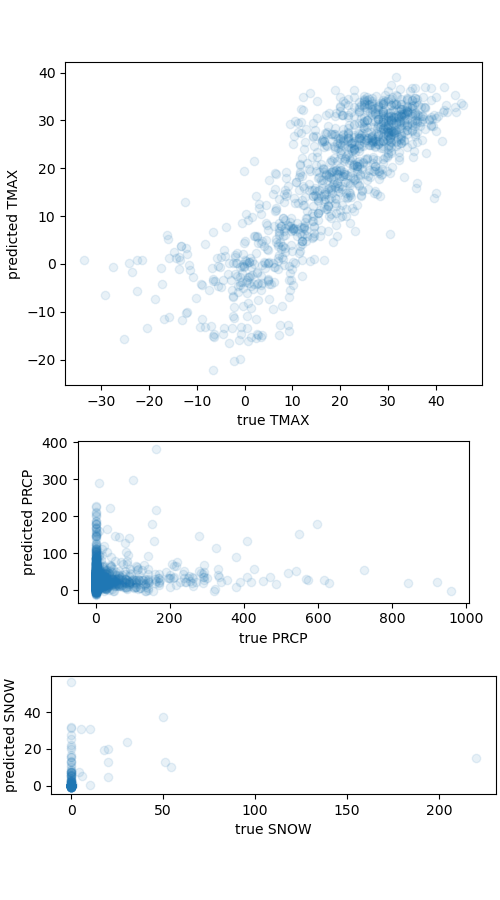 40
30
20
10
0
−10
−20
predicted TMAX
−30 −20 −10 0 10 20 30 40
true TMAX
400
300
200
100
0
predicted PRCP
0 200 400 600 800 1000
true PRCP
40
20
0
predicted SNOW
0 50 100 150 200
true SNOW